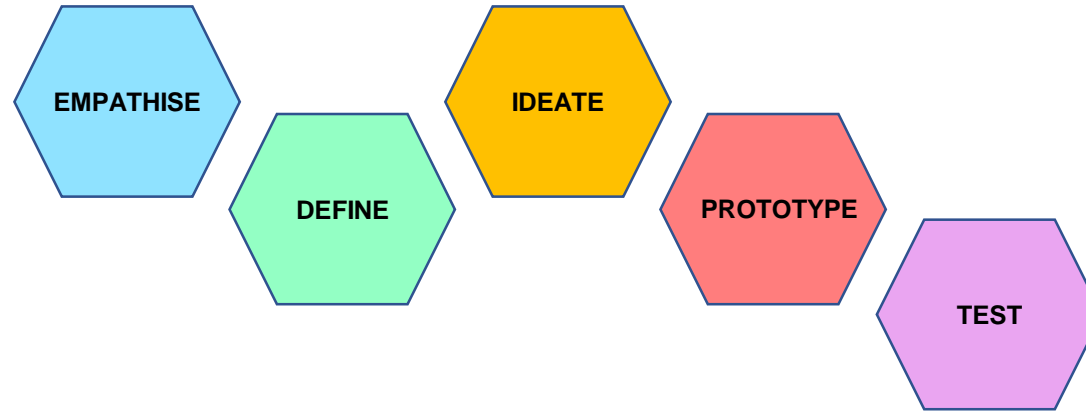 EMPATHISE
DEFINE
IDEATE
PROTOTYPE
TEST